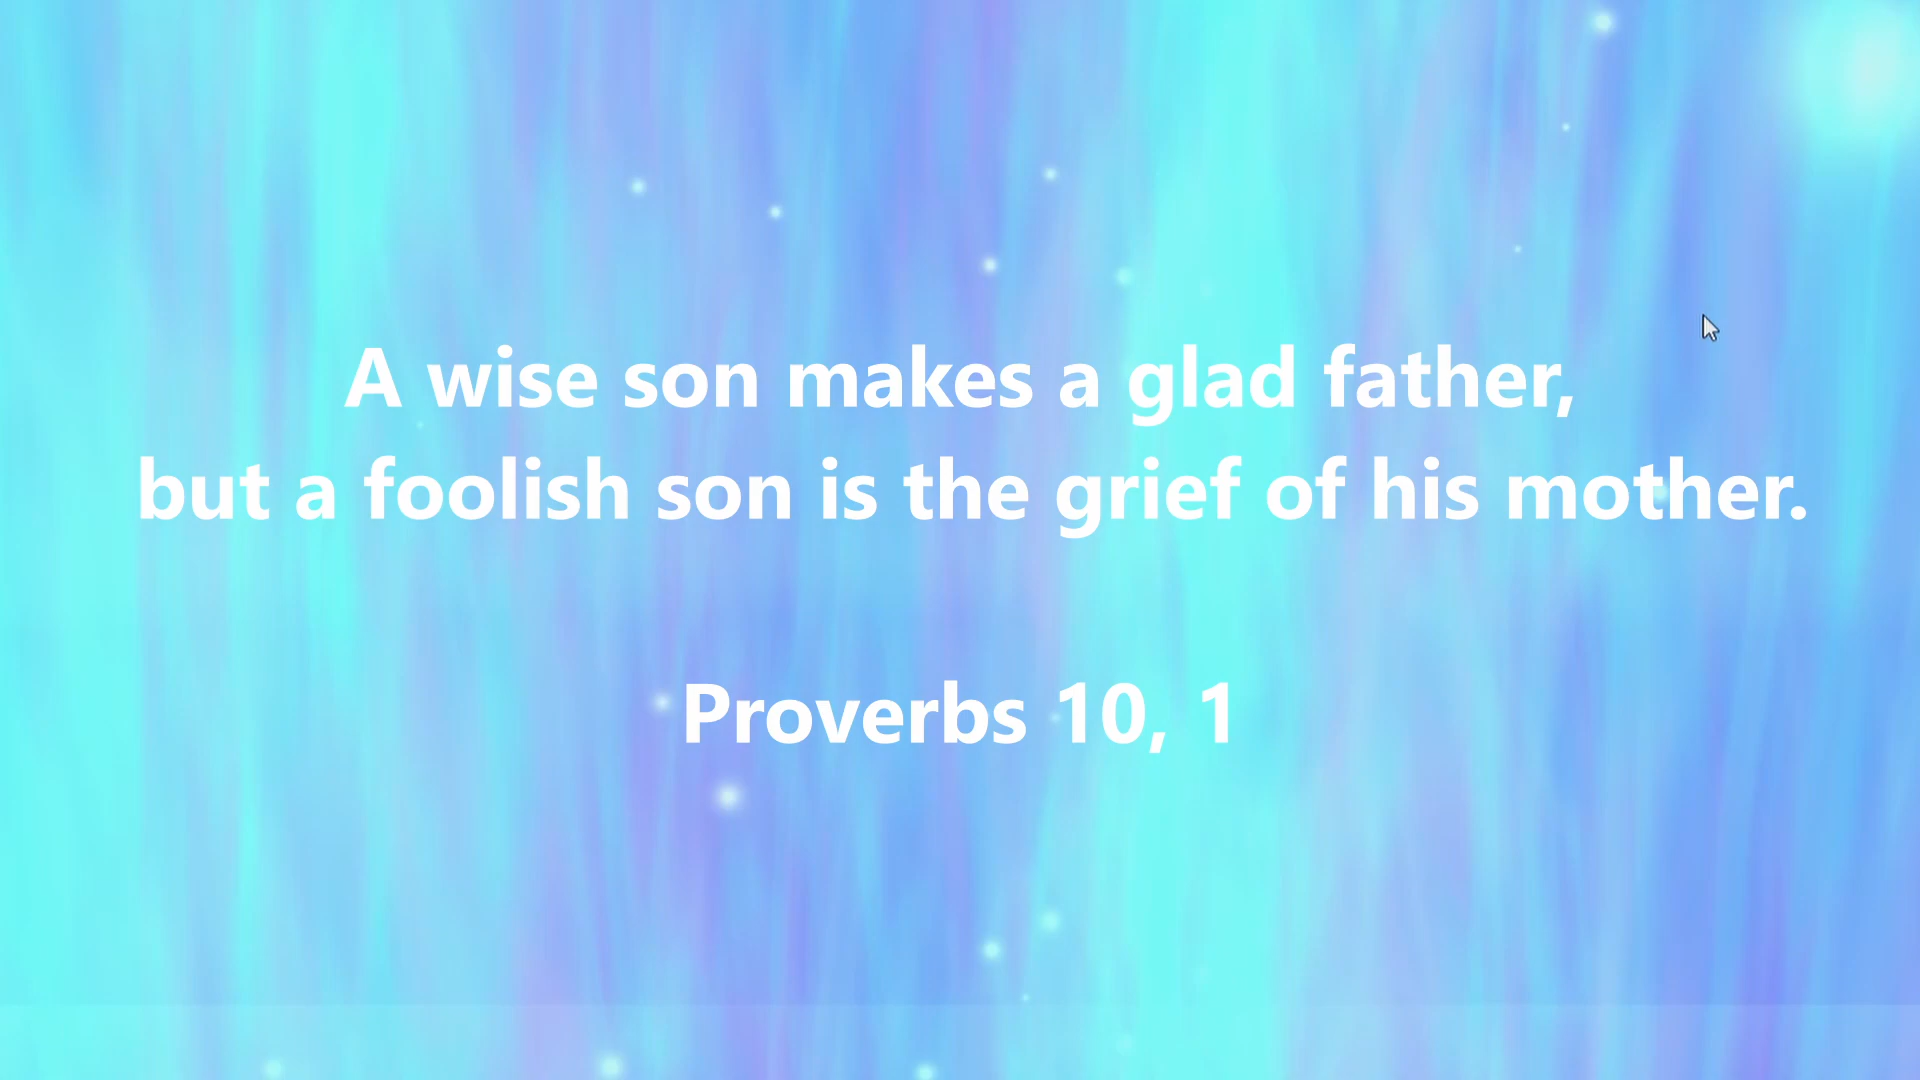 A wise son makes a glad father,
but a foolish son is the grief of his mother.
Proverbs 10, 1